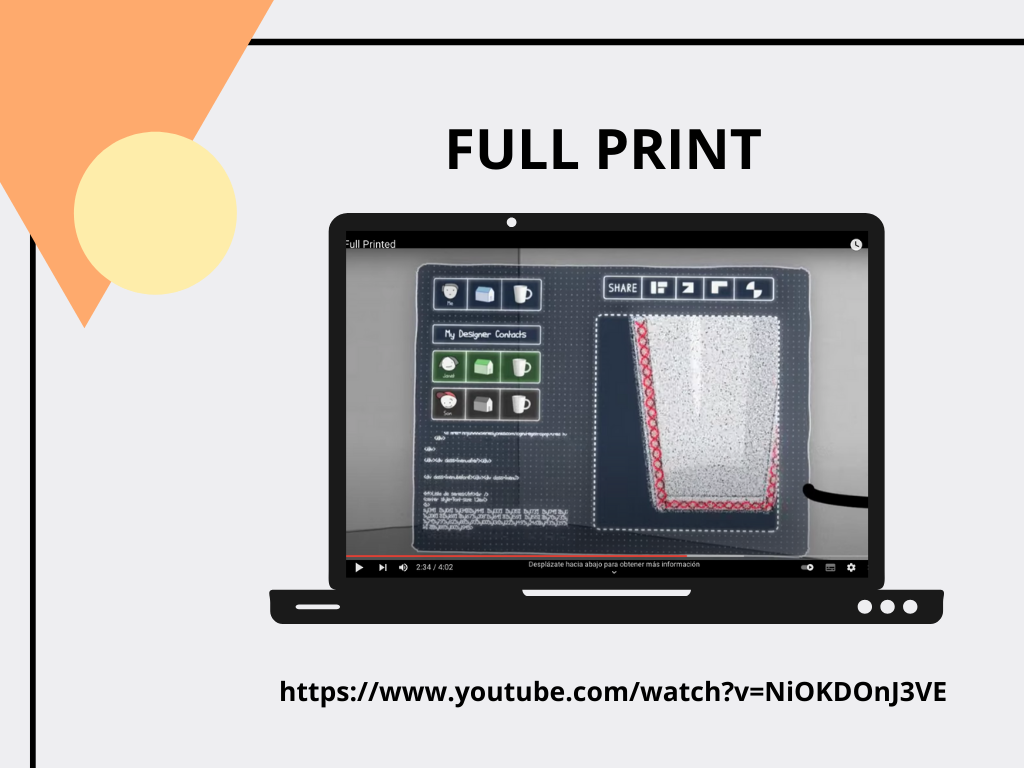 FULL PRINT
Full Printed
SHARE
Me
My Designer Contacts
2:34 / 4:02
Desplázate hacia abajo para obtener más información
https://www.youtube.com/watch?v=NiOKDOnJ3VE